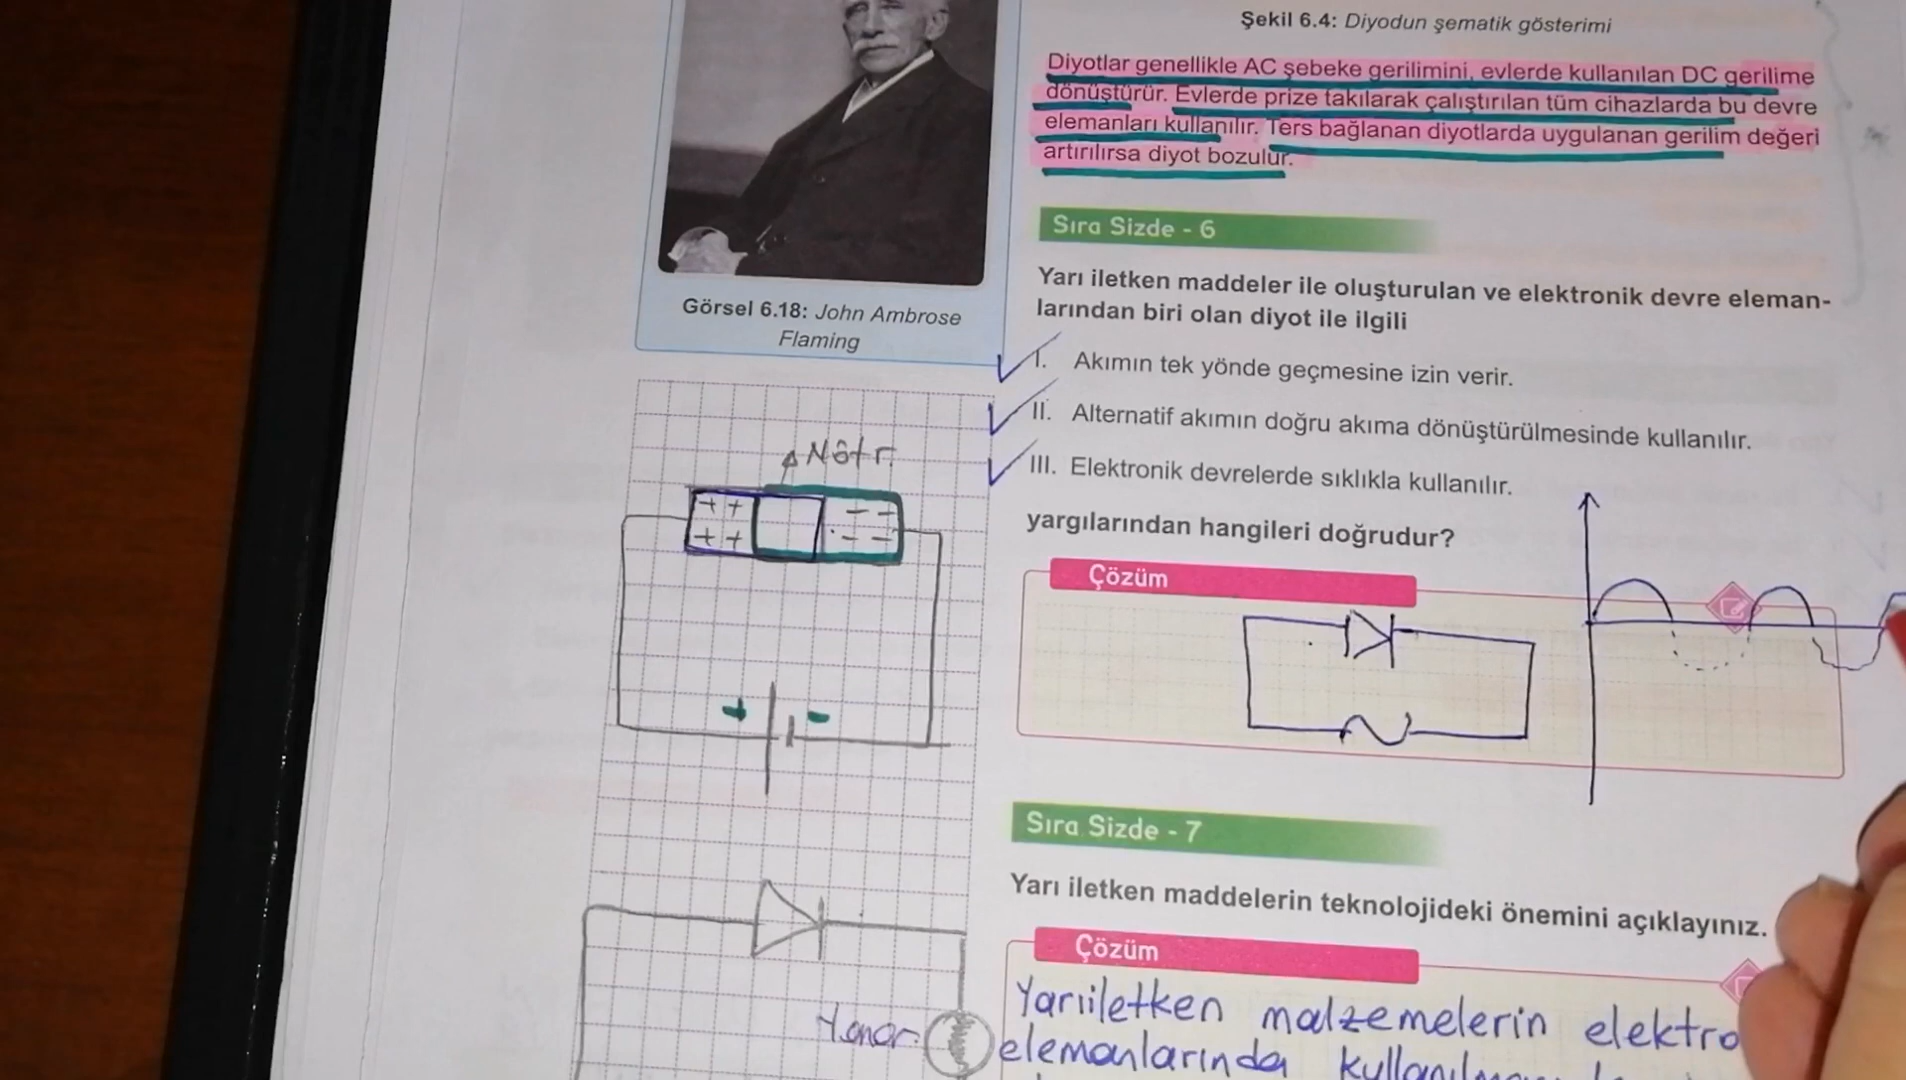 Şekil 6.4: Diyodun şematik gösterimi
Diyotlar genellikle AC şebeke gerilimini, evlerde kullanılan DC gerilime
dönüştürür. Evlerde prize takılarak çalıştırılan tüm cihazlarda bu devre
elemanları kullanılır. Ters bağlanan diyotlarda uygulanan gerilim değeri
artırılırsa diyot bozulur.
Sıra Sizde - 6
Yarı iletken maddeler ile oluşturulan ve elektronik devre eleman-
larından biri olan diyot ile ilgili
I. Akımın tek yönde geçmesine izin verir.
II. Alternatif akımın doğru akıma dönüştürülmesinde kullanılır.
III. Elektronik devrelerde sıklıkla kullanılır.
yargılarından hangileri doğrudur?
Çözüm
Görsel 6.18: John Ambrose
Flaming
Nötr
+ + - -
+ + - -
+ -
Yanar
Sıra Sizde - 7
Yarı iletken maddelerin teknolojideki önemini açıklayınız.
Çözüm
Yarıiletken malzemelerin elektro
elemanlarında